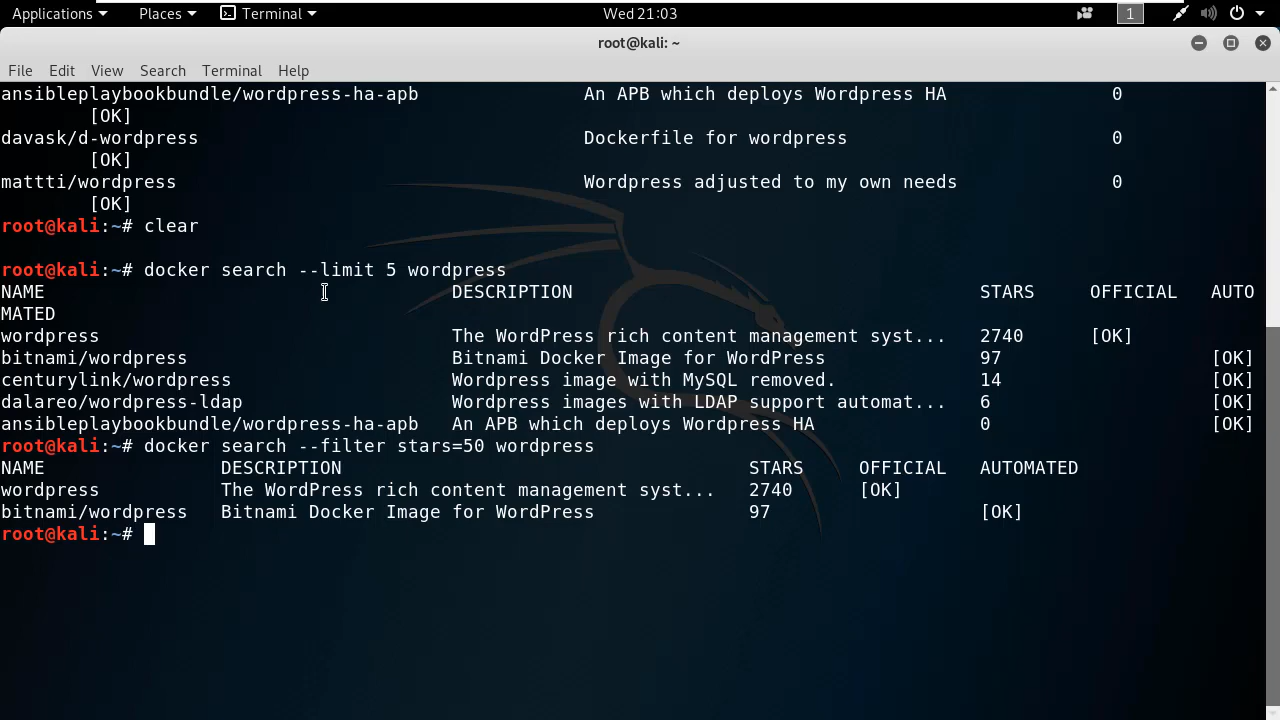 Applications Places Terminal Wed 21:03 1
root@kali: ~
File Edit View Search Terminal Help
ansibleplaybookbundle/wordpress-ha-apb An APB which deploys Wordpress HA 0
[OK]
davask/d-wordpress Dockerfile for wordpress 0
[OK]
mattti/wordpress Wordpress adjusted to my own needs 0
[OK]
root@kali:~# clear
root@kali:~# docker search --limit 5 wordpress
NAME DESCRIPTION STARS OFFICIAL AUTO
MATED
wordpress The WordPress rich content management syst... 2740 [OK]
bitnami/wordpress Bitnami Docker Image for WordPress 97 [OK]
centurylink/wordpress Wordpress image with MySQL removed. 14 [OK]
dalareo/wordpress-ldap Wordpress images with LDAP support automat... 6 [OK]
ansibleplaybookbundle/wordpress-ha-apb An APB which deploys Wordpress HA 0 [OK]
root@kali:~# docker search --filter stars=50 wordpress
NAME DESCRIPTION STARS OFFICIAL AUTOMATED
wordpress The WordPress rich content management syst... 2740 [OK]
bitnami/wordpress Bitnami Docker Image for WordPress 97 [OK]
root@kali:~#